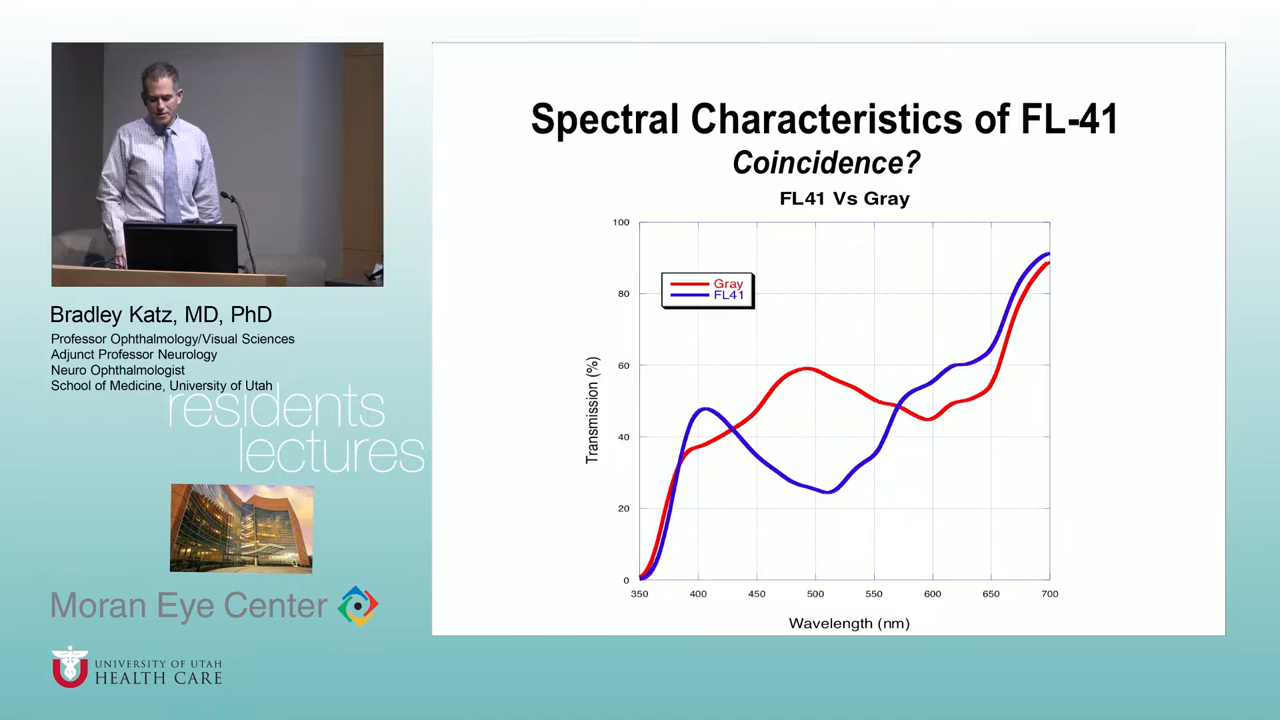 Spectral Characteristics of FL-41
Coincidence?
FL41 Vs Gray
100
80
60
40
20
0
Transmission (%)
Gray
FL41
350 400 450 500 550 600 650 700
Wavelength (nm)
Bradley Katz, MD, PhD
Professor Ophthalmology/Visual Sciences
Adjunct Professor Neurology
Neuro Ophthalmologist
School of Medicine, University of Utah
residents
lectures
Moran Eye Center
UNIVERSITY OF UTAH
HEALTH CARE